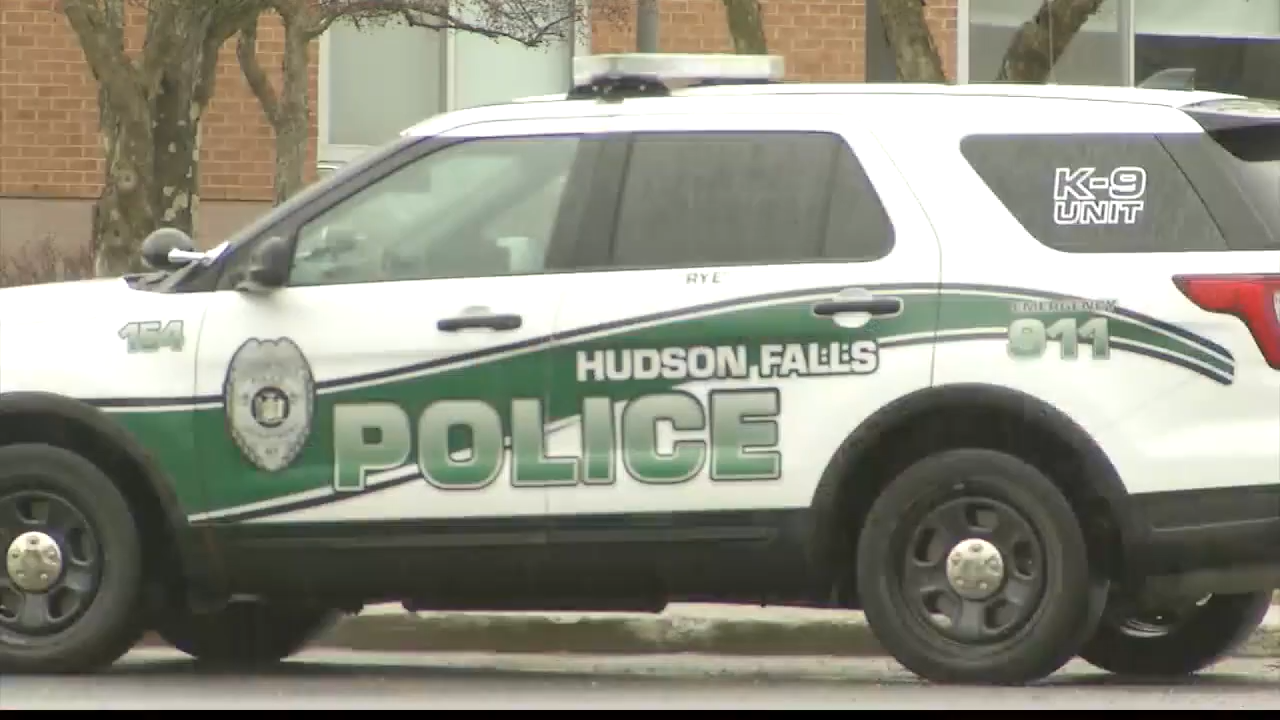 K-9
UNIT
RYE
154
EMERGENCY
911
HUDSON FALLS
POLICE